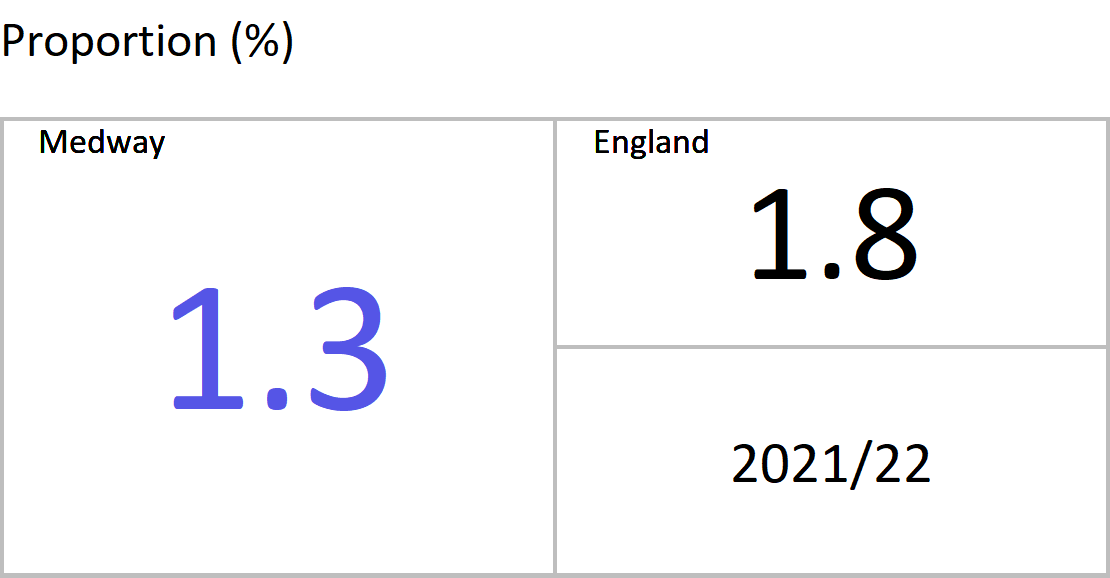 Proportion (%)
Medway
1.3
England
1.8
2021/22